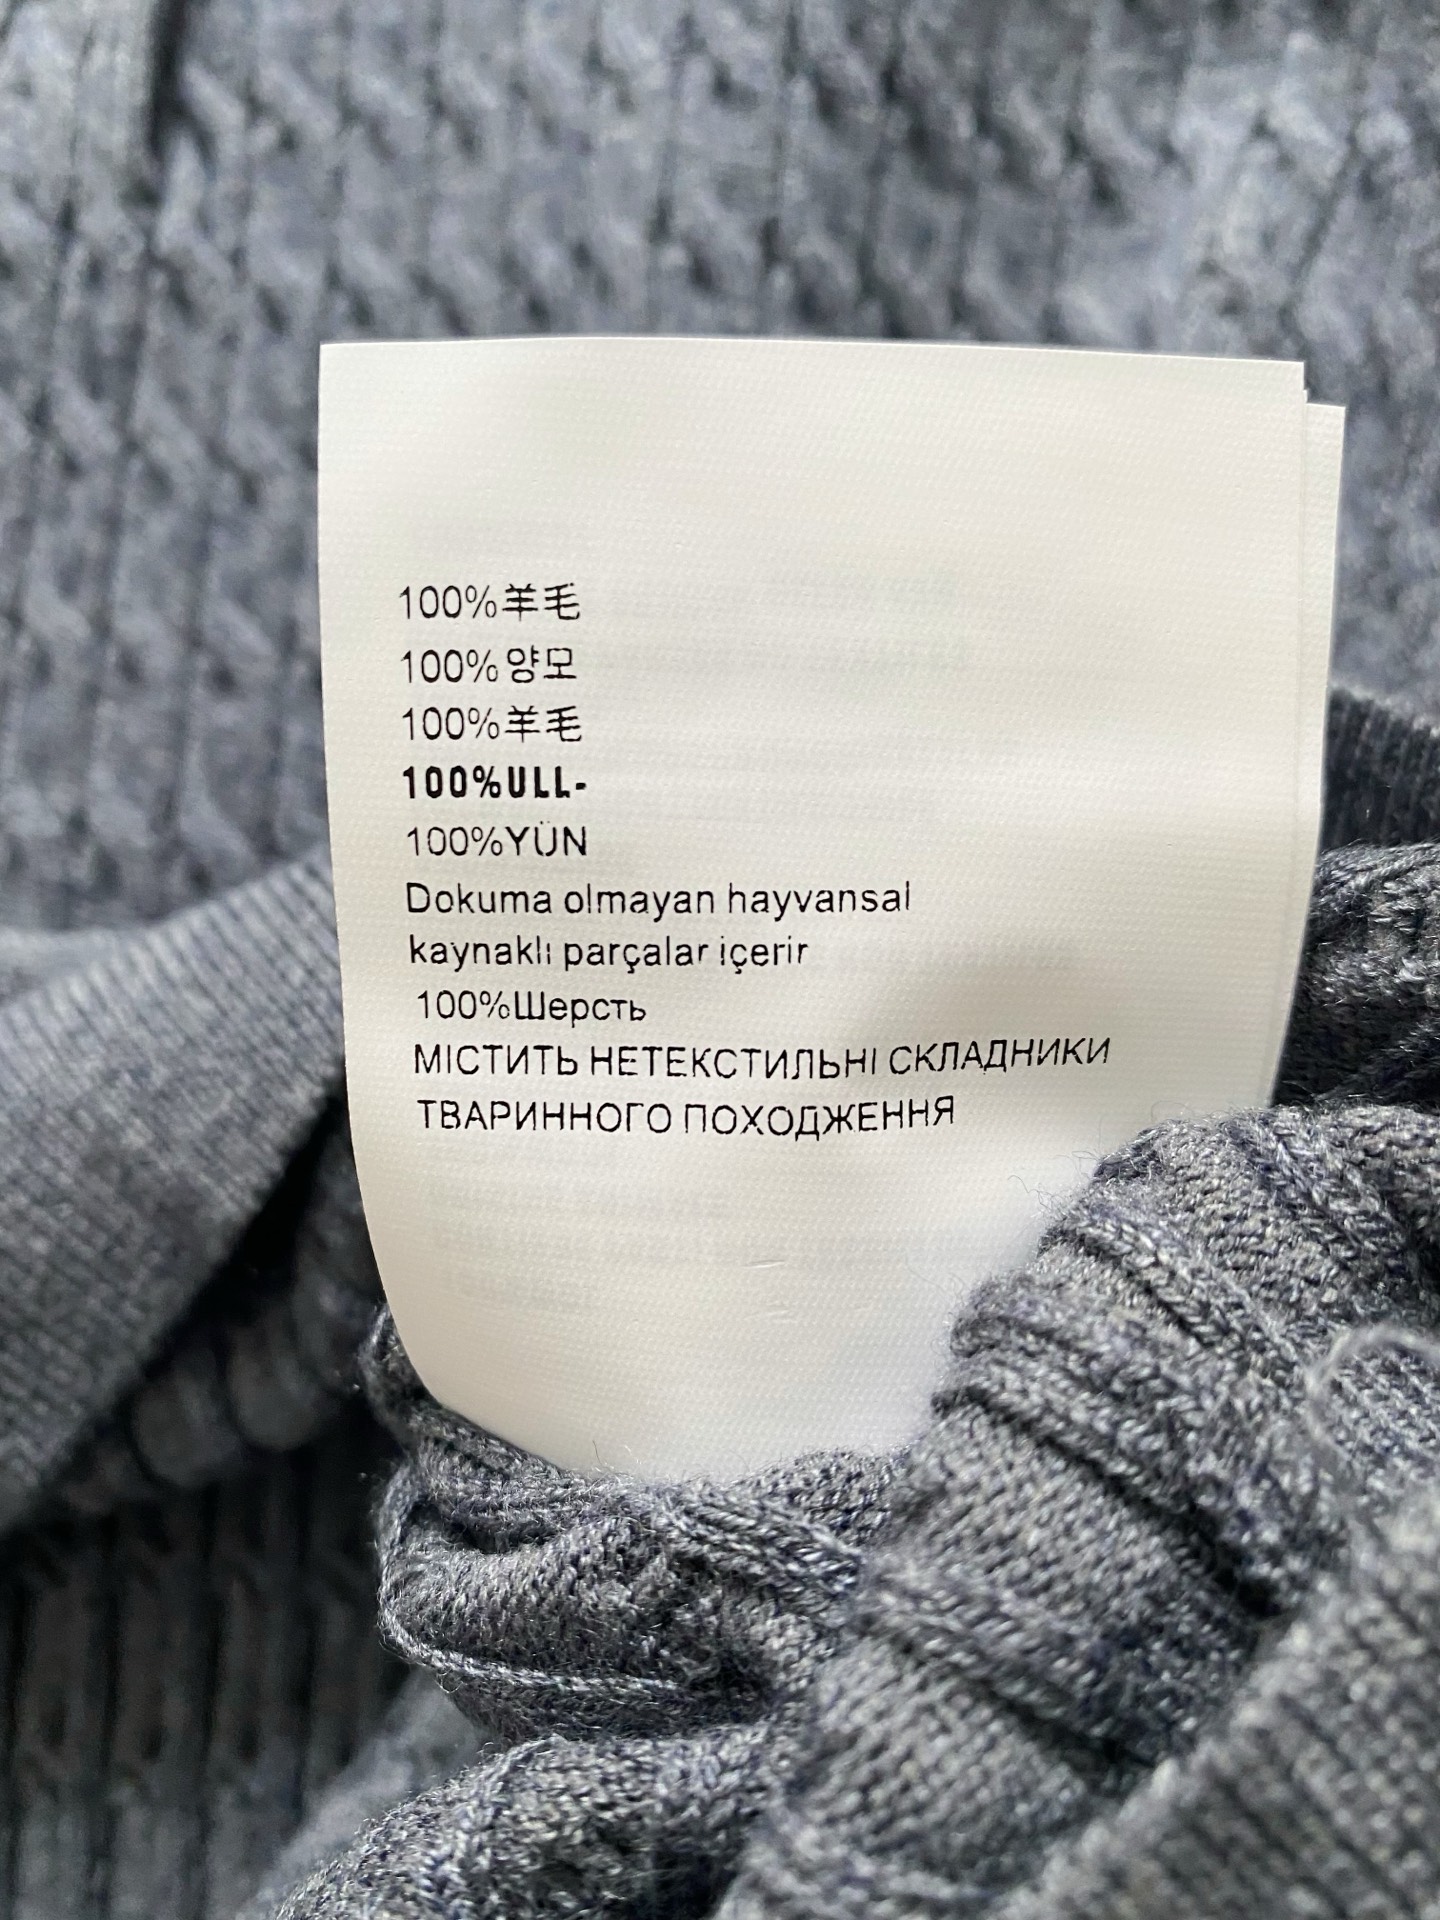 100%羊毛
100%양모
100%羊毛
100%ULL-
100%YÜN
Dokuma olmayan hayvansal
kaynaklı parçalar içerir
100%Шерсть
МІСТИТЬ НЕТЕКСТИЛЬНІ СКЛАДНИКИ
ТВАРИННОГО ПОХОДЖЕННЯ